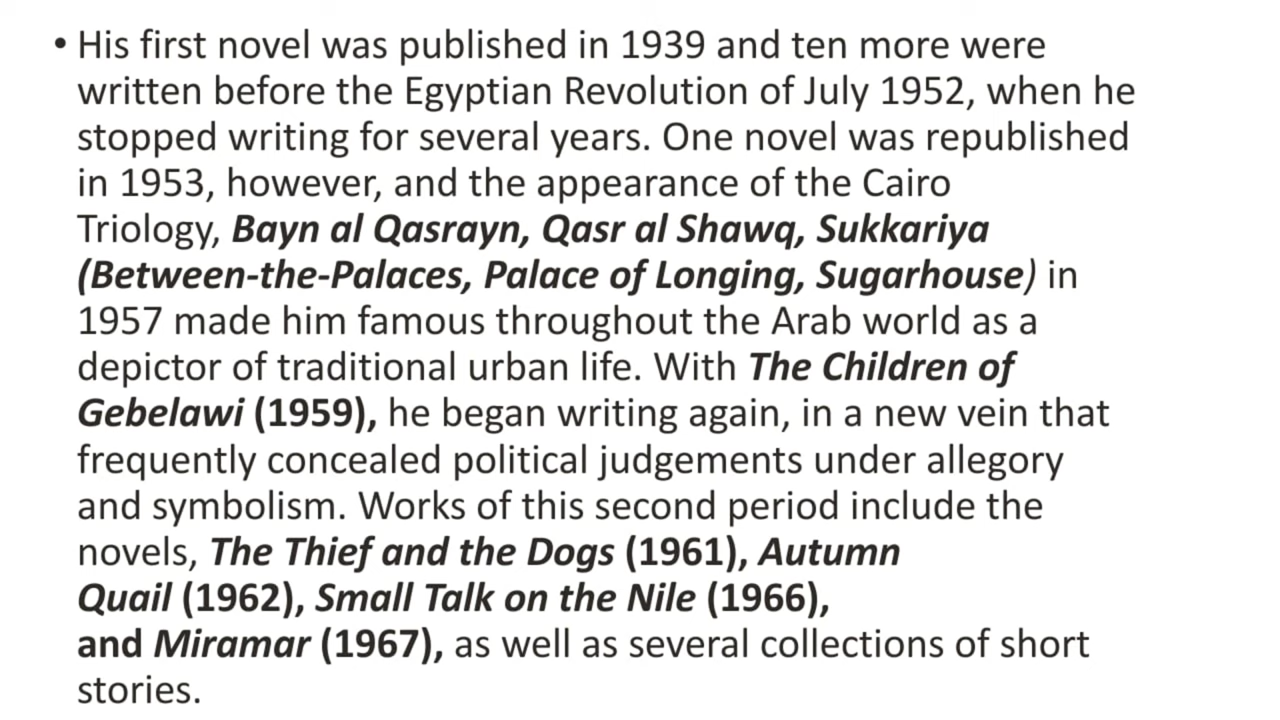 • His first novel was published in 1939 and ten more were
written before the Egyptian Revolution of July 1952, when he
stopped writing for several years. One novel was republished
in 1953, however, and the appearance of the Cairo
Triology, Bayn al Qasrayn, Qasr al Shawq, Sukkariya
(Between-the-Palaces, Palace of Longing, Sugarhouse) in
1957 made him famous throughout the Arab world as a
depictor of traditional urban life. With The Children of
Gebelawi (1959), he began writing again, in a new vein that
frequently concealed political judgements under allegory
and symbolism. Works of this second period include the
novels, The Thief and the Dogs (1961), Autumn
Quail (1962), Small Talk on the Nile (1966),
and Miramar (1967), as well as several collections of short
stories.